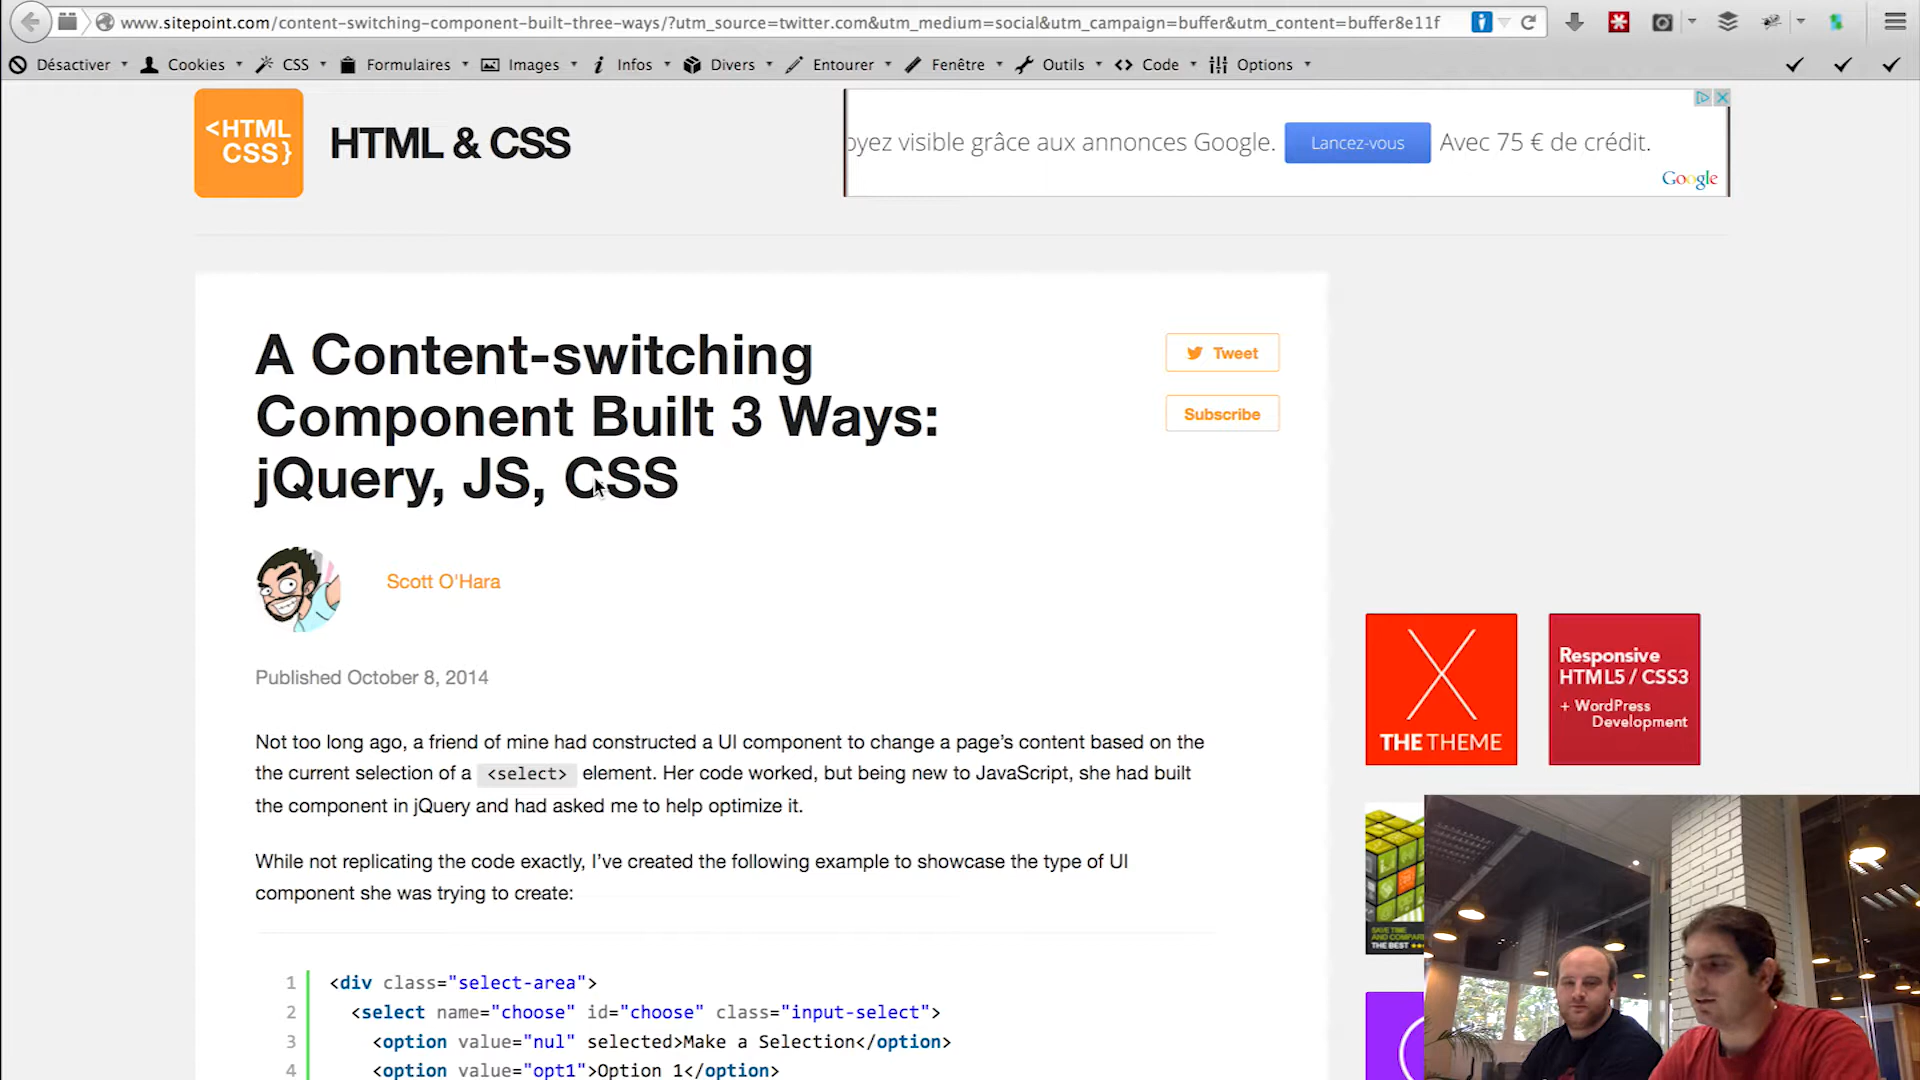 www.sitepoint.com/content-switching-component-built-three-ways/?utm_source=twitter.com&utm_medium=social&utm_campaign=buffer&utm_content=buffer8e11f
Désactiver Cookies CSS Formulaires Images Infos Divers Entourer Fenêtre Outils Code Options
<HTML
CSS}
HTML & CSS
oyez visible grâce aux annonces Google. Lancez-vous Avec 75 € de crédit.
Google
A Content-switching
Component Built 3 Ways:
jQuery, JS, CSS
Tweet
Subscribe
Scott O'Hara
Published October 8, 2014
Not too long ago, a friend of mine had constructed a UI component to change a page’s content based on the
the current selection of a <select> element. Her code worked, but being new to JavaScript, she had built
the component in jQuery and had asked me to help optimize it.
While not replicating the code exactly, I’ve created the following example to showcase the type of UI
component she was trying to create:
1 <div class="select-area">
2 <select name="choose" id="choose" class="input-select">
3 <option value="nul" selected>Make a Selection</option>
4 <option value="opt1">Option 1</option>
X
THE THEME
Responsive
HTML5 / CSS3
+ WordPress
Development
SAVE TIME
AND COMPARE
THE BEST